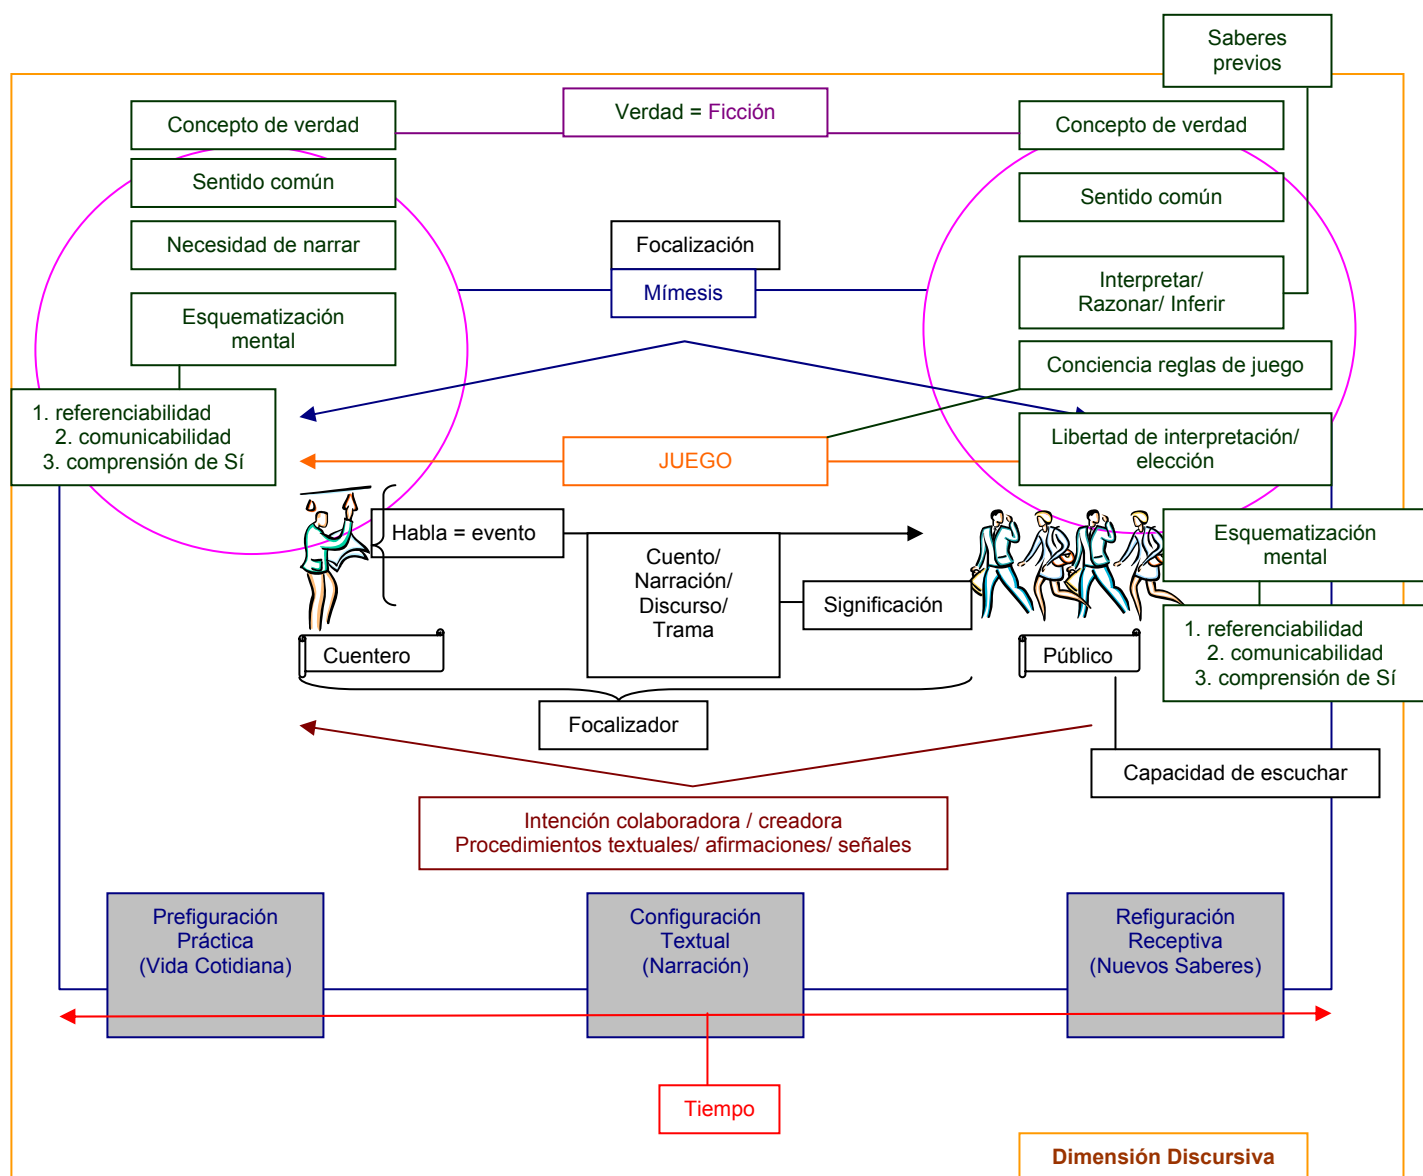 Saberes
previos
Concepto de verdad
Verdad = Ficción
Concepto de verdad
Sentido común
Sentido común
Necesidad de narrar
Focalización
Mímesis
Interpretar/
Razonar/ Inferir
Esquematización
mental
Conciencia reglas de juego
1. referenciabilidad
2. comunicabilidad
3. comprensión de Sí
JUEGO
Libertad de interpretación/
elección
Habla = evento
Cuento/
Narración/
Discurso/
Trama
Significación
Esquematización
mental
Cuentero
Público
1. referenciabilidad
2. comunicabilidad
3. comprensión de Sí
Focalizador
Capacidad de escuchar
Intención colaboradora / creadora
Procedimientos textuales/ afirmaciones/ señales
Prefiguración
Práctica
(Vida Cotidiana)
Configuración
Textual
(Narración)
Refiguración
Receptiva
(Nuevos Saberes)
Tiempo
Dimensión Discursiva